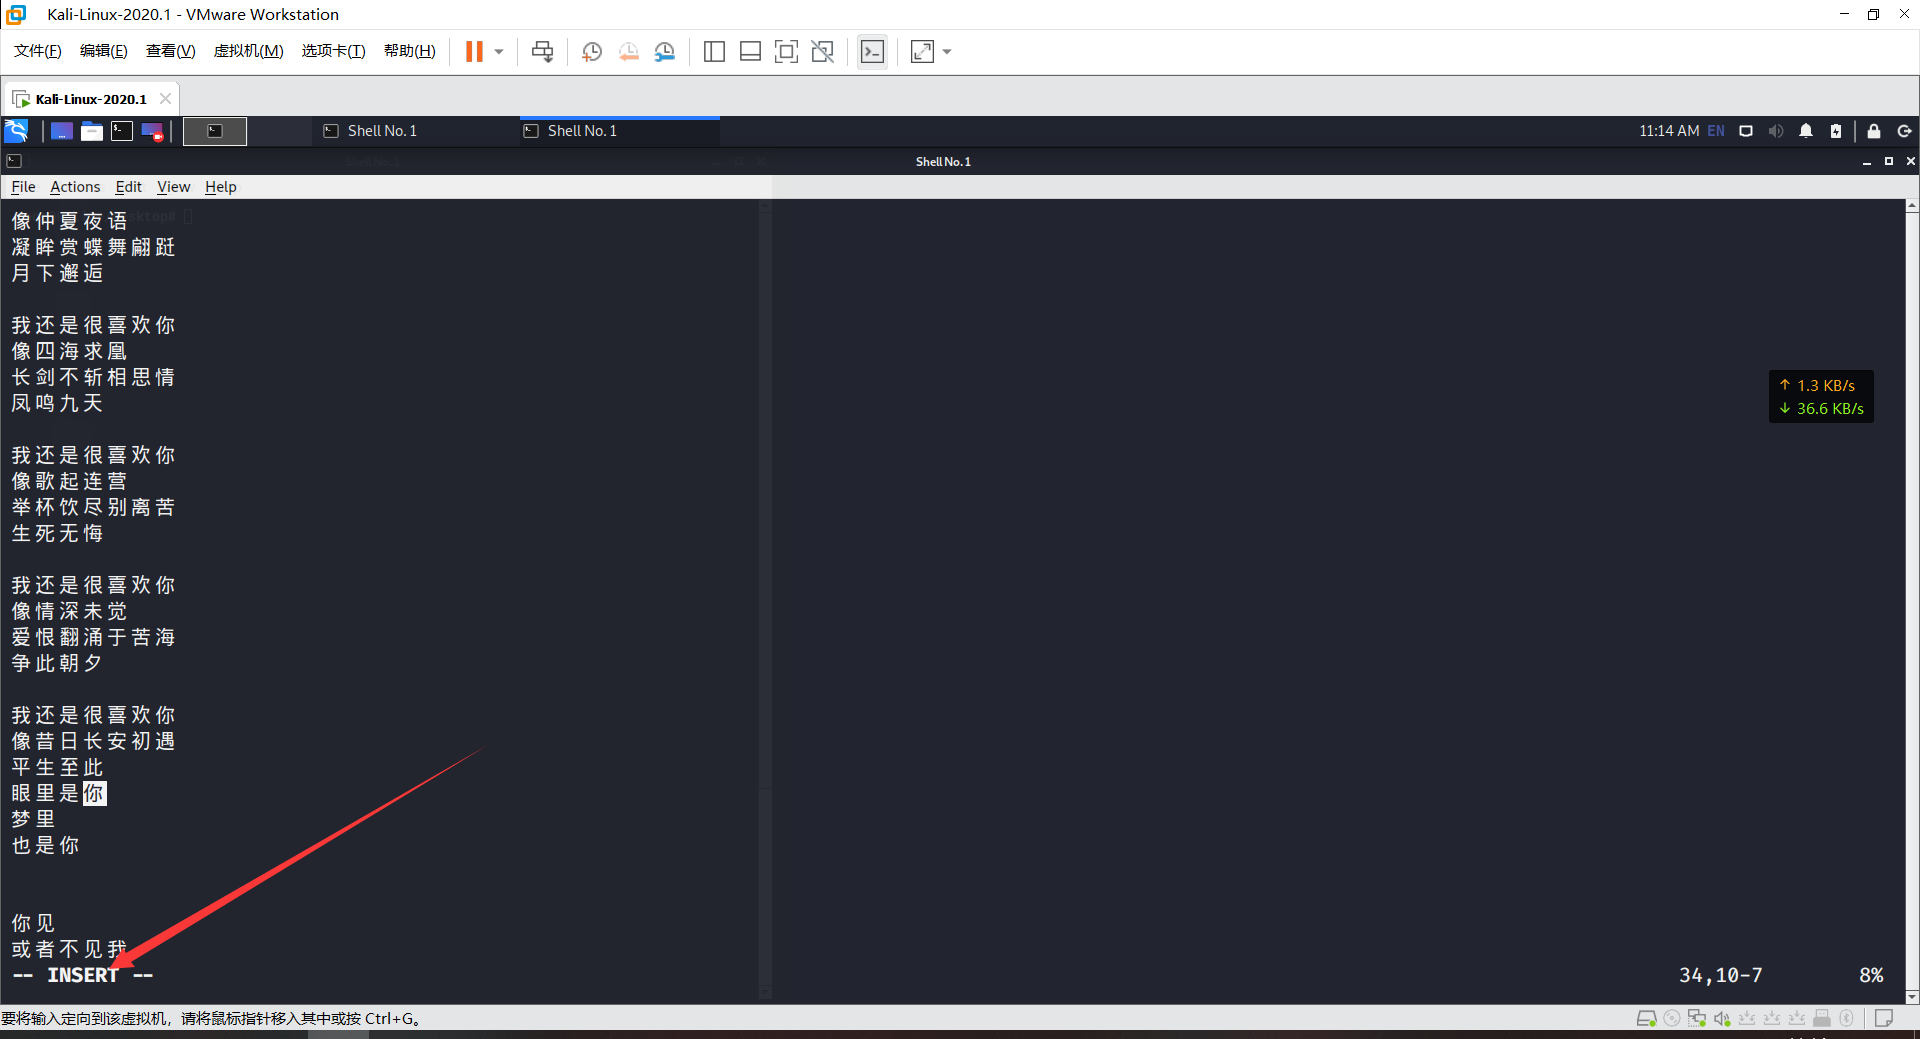 Kali-Linux-2020.1 - VMware Workstation
文件(F) 编辑(E) 查看(V) 虚拟机(M) 选项卡(T) 帮助(H)
Kali-Linux-2020.1
Shell No. 1
Shell No. 1
11:14 AM EN
Shell No. 1
File Actions Edit View Help
像仲夏夜语
凝眸赏蝶舞翩跹
月下邂逅
我还是很喜欢你
像四海求凰
长剑不斩相思情
凤鸣九天
我还是很喜欢你
像歌起连营
举杯饮尽别离苦
生死无悔
我还是很喜欢你
像情深未觉
爱恨翻涌于苦海
争此朝夕
我还是很喜欢你
像昔日长安初遇
平生至此
眼里是你
梦里
也是你
你见
或者不见我
-- INSERT --
34,10-7 8%
↑ 1.3 KB/s
↓ 36.6 KB/s
要将输入定向到该虚拟机，请将鼠标指针移入其中或按 Ctrl+G。